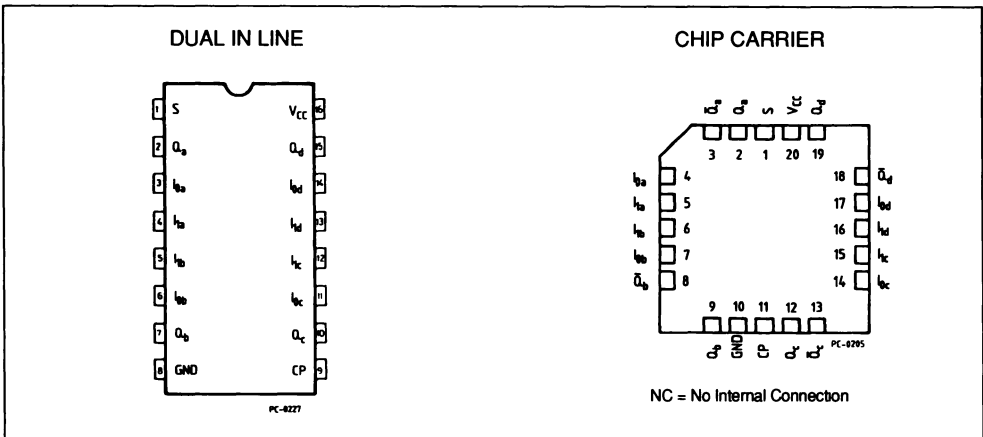 DUAL IN LINE
1 S
2 Qa
3 I0a
4 I1a
5 I1b
6 I0b
7 Qb
8 GND
VCC 16
Qd 15
I0d 14
I1d 13
I1c 12
I0c 11
Qc 10
CP 9
PC-0227
CHIP CARRIER
Q̄a Qa S VCC Qd
3 2 1 20 19
I0a 4
I1a 5
I1b 6
I0b 7
Q̄b 8
18 Q̄d
17 I0d
16 I1d
15 I1c
14 I0c
9 10 11 12 13
Qb GND CP Qc Q̄c
PC-0205
NC = No Internal Connection